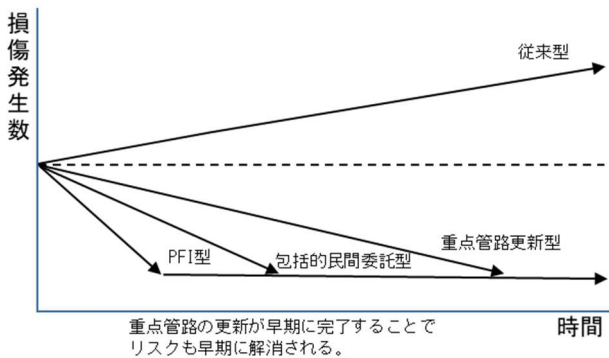 損傷発生数
従来型
重点管路更新型
PFI型
包括的民間委託型
時間
重点管路の更新が早期に完了することで
リスクも早期に解消される。